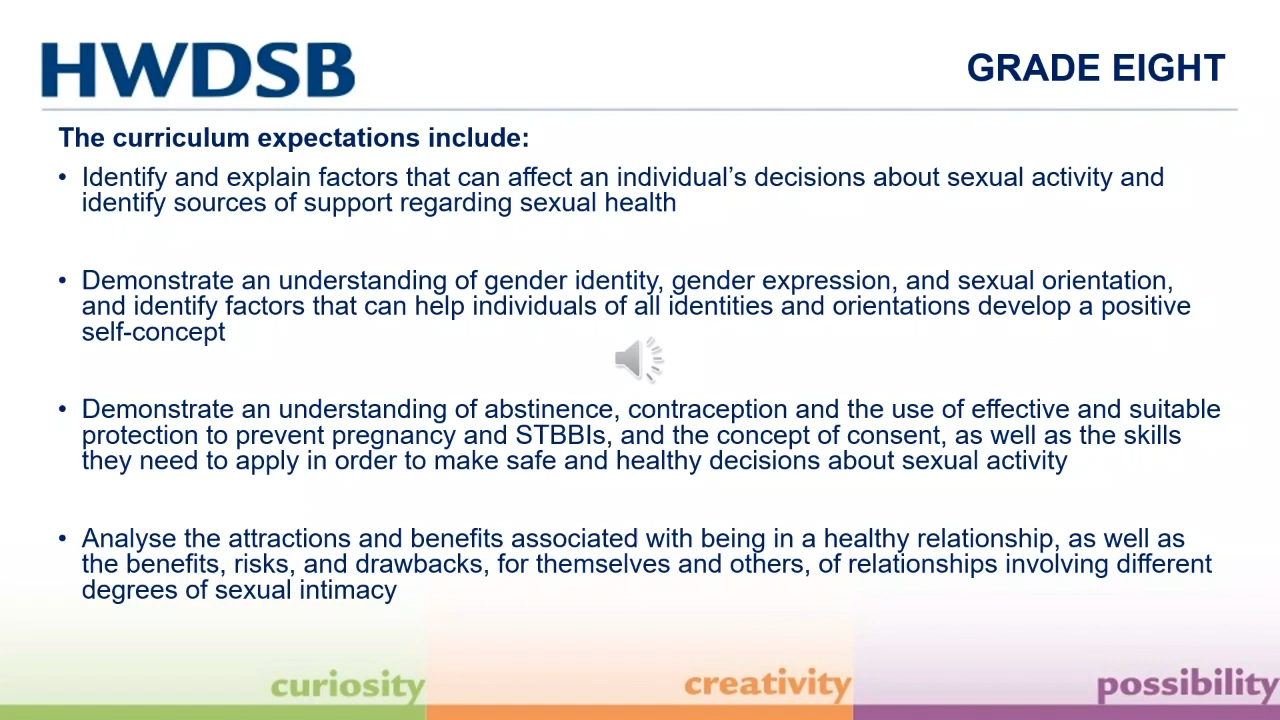 HWDSB
GRADE EIGHT
The curriculum expectations include:
• Identify and explain factors that can affect an individual’s decisions about sexual activity and
identify sources of support regarding sexual health
• Demonstrate an understanding of gender identity, gender expression, and sexual orientation,
and identify factors that can help individuals of all identities and orientations develop a positive
self-concept
• Demonstrate an understanding of abstinence, contraception and the use of effective and suitable
protection to prevent pregnancy and STBBIs, and the concept of consent, as well as the skills
they need to apply in order to make safe and healthy decisions about sexual activity
• Analyse the attractions and benefits associated with being in a healthy relationship, as well as
the benefits, risks, and drawbacks, for themselves and others, of relationships involving different
degrees of sexual intimacy
curiosity
creativity
possibility